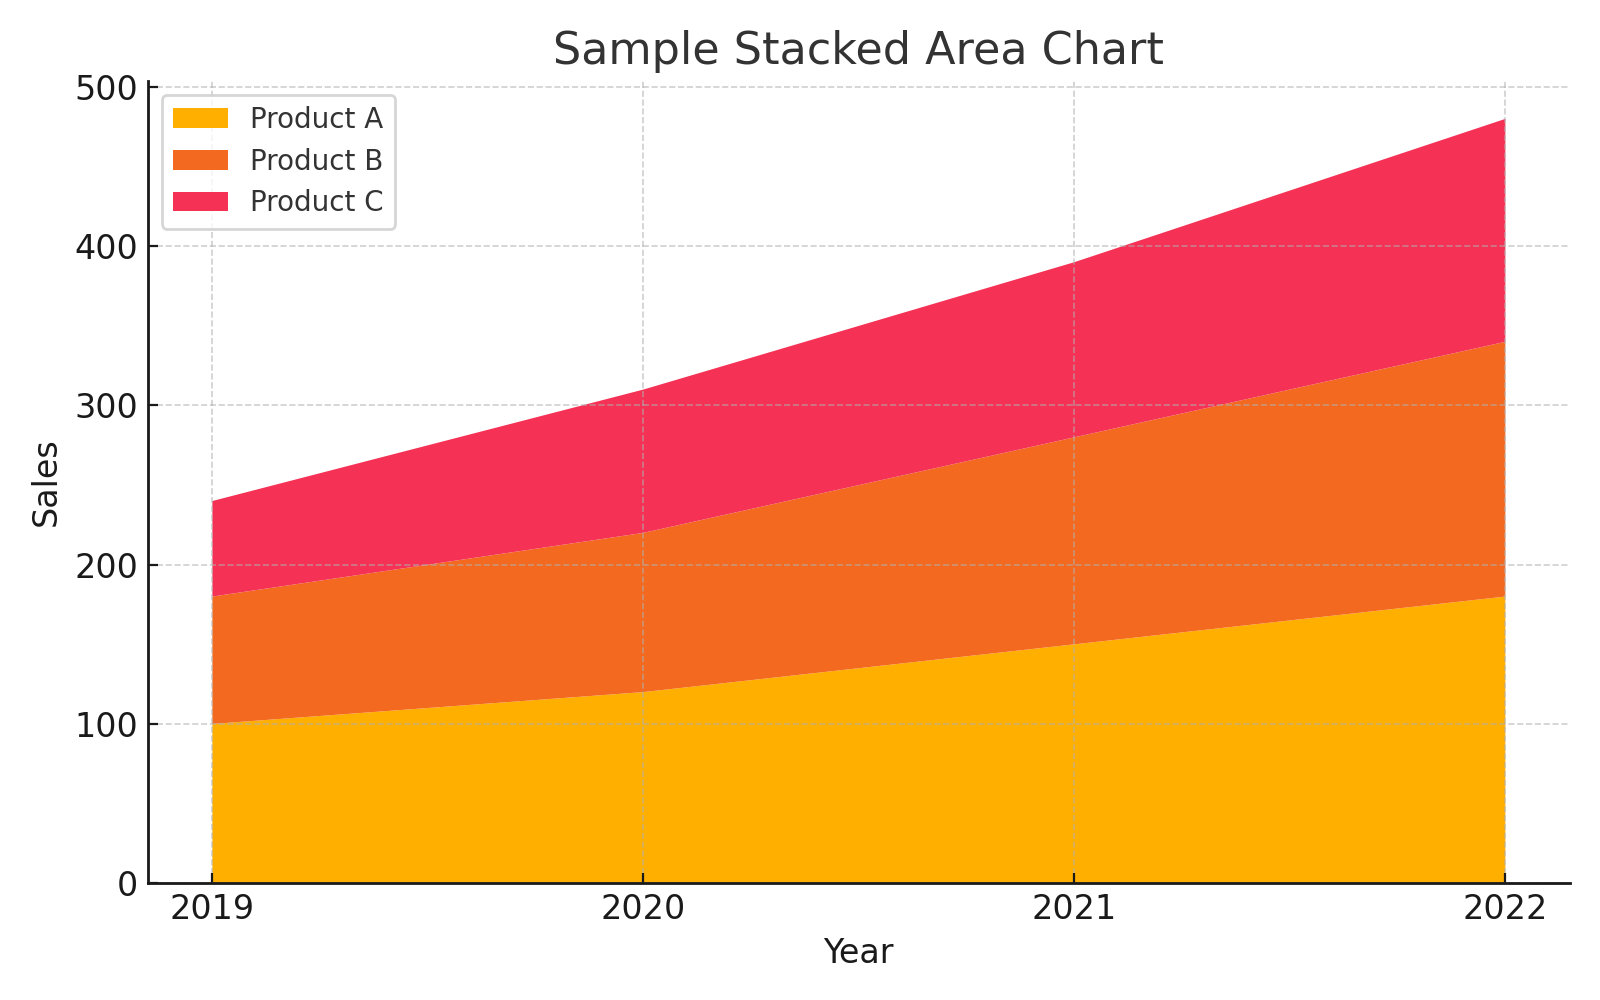 Sample Stacked Area Chart
500
400
300
200
100
0
Sales
Product A
Product B
Product C
2019 2020 2021 2022
Year